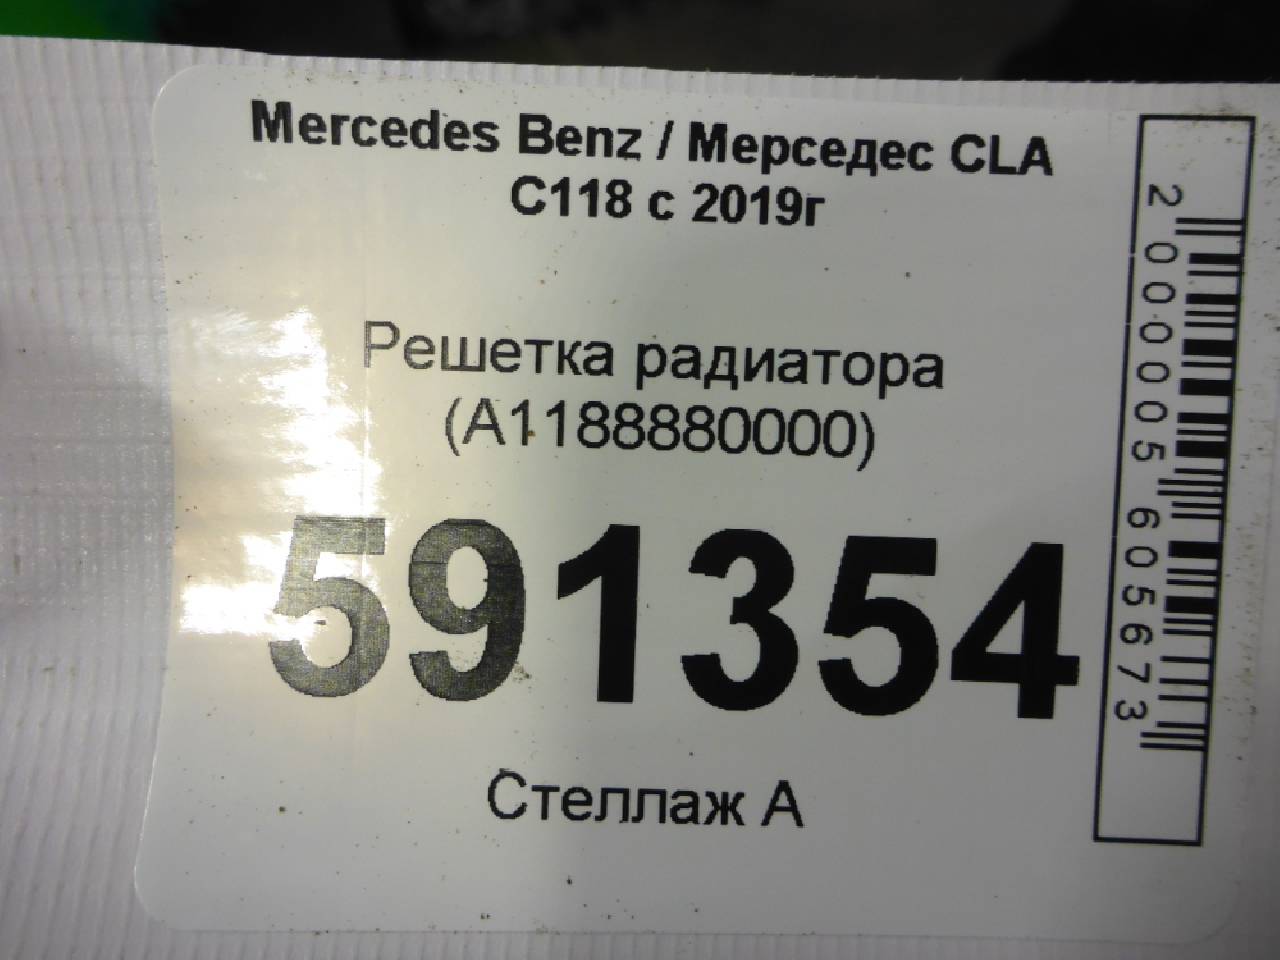 Mercedes Benz / Мерседес CLA
C118 с 2019г
Решетка радиатора
(A1188880000)
591354
Стеллаж А
2000005605673